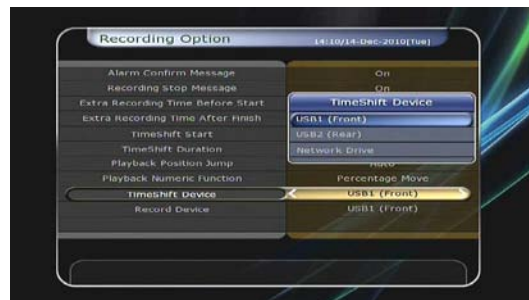 Recording Option
14:10/14-Dec-2010[Tue]
Alarm Confirm Message On
Recording Stop Message On
Extra Recording Time Before Start
Extra Recording Time After Finish
TimeShift Start
TimeShift Duration
Playback Position Jump Auto
Playback Numeric Function Percentage Move
TimeShift Device USB1 (Front)
Record Device USB1 (Front)
TimeShift Device
USB1 (Front)
USB2 (Rear)
Network Drive